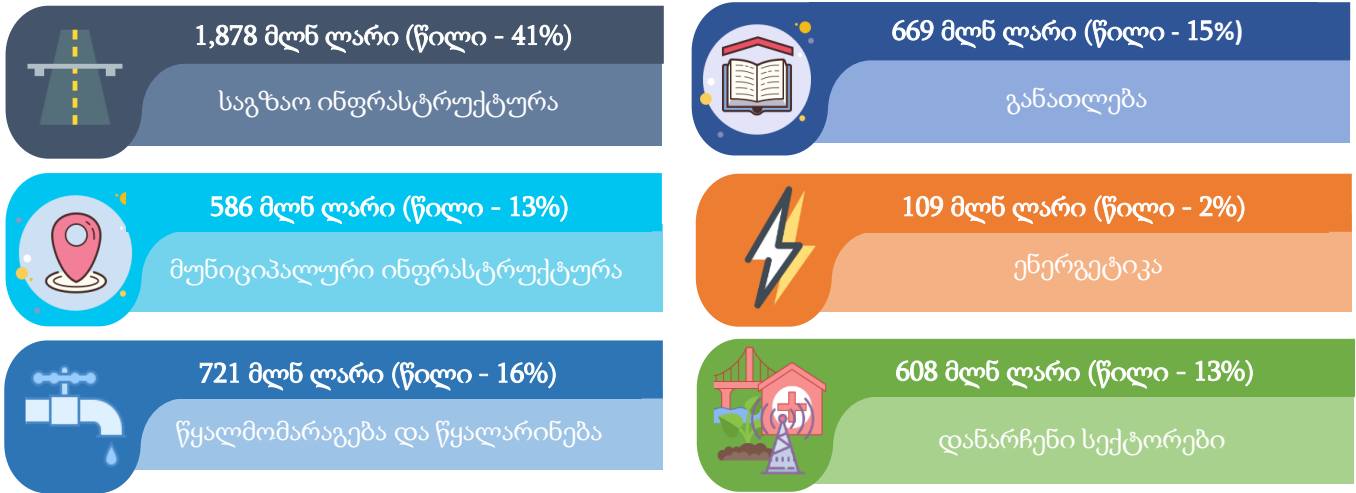 1,878 მლნ ლარი (წილი - 41%)
საგზაო ინფრასტრუქტურა
669 მლნ ლარი (წილი - 15%)
განათლება
586 მლნ ლარი (წილი - 13%)
მუნიციპალური ინფრასტრუქტურა
109 მლნ ლარი (წილი - 2%)
ენერგეტიკა
721 მლნ ლარი (წილი - 16%)
წყალმომარაგება და წყალარინება
608 მლნ ლარი (წილი - 13%)
დანარჩენი სექტორები